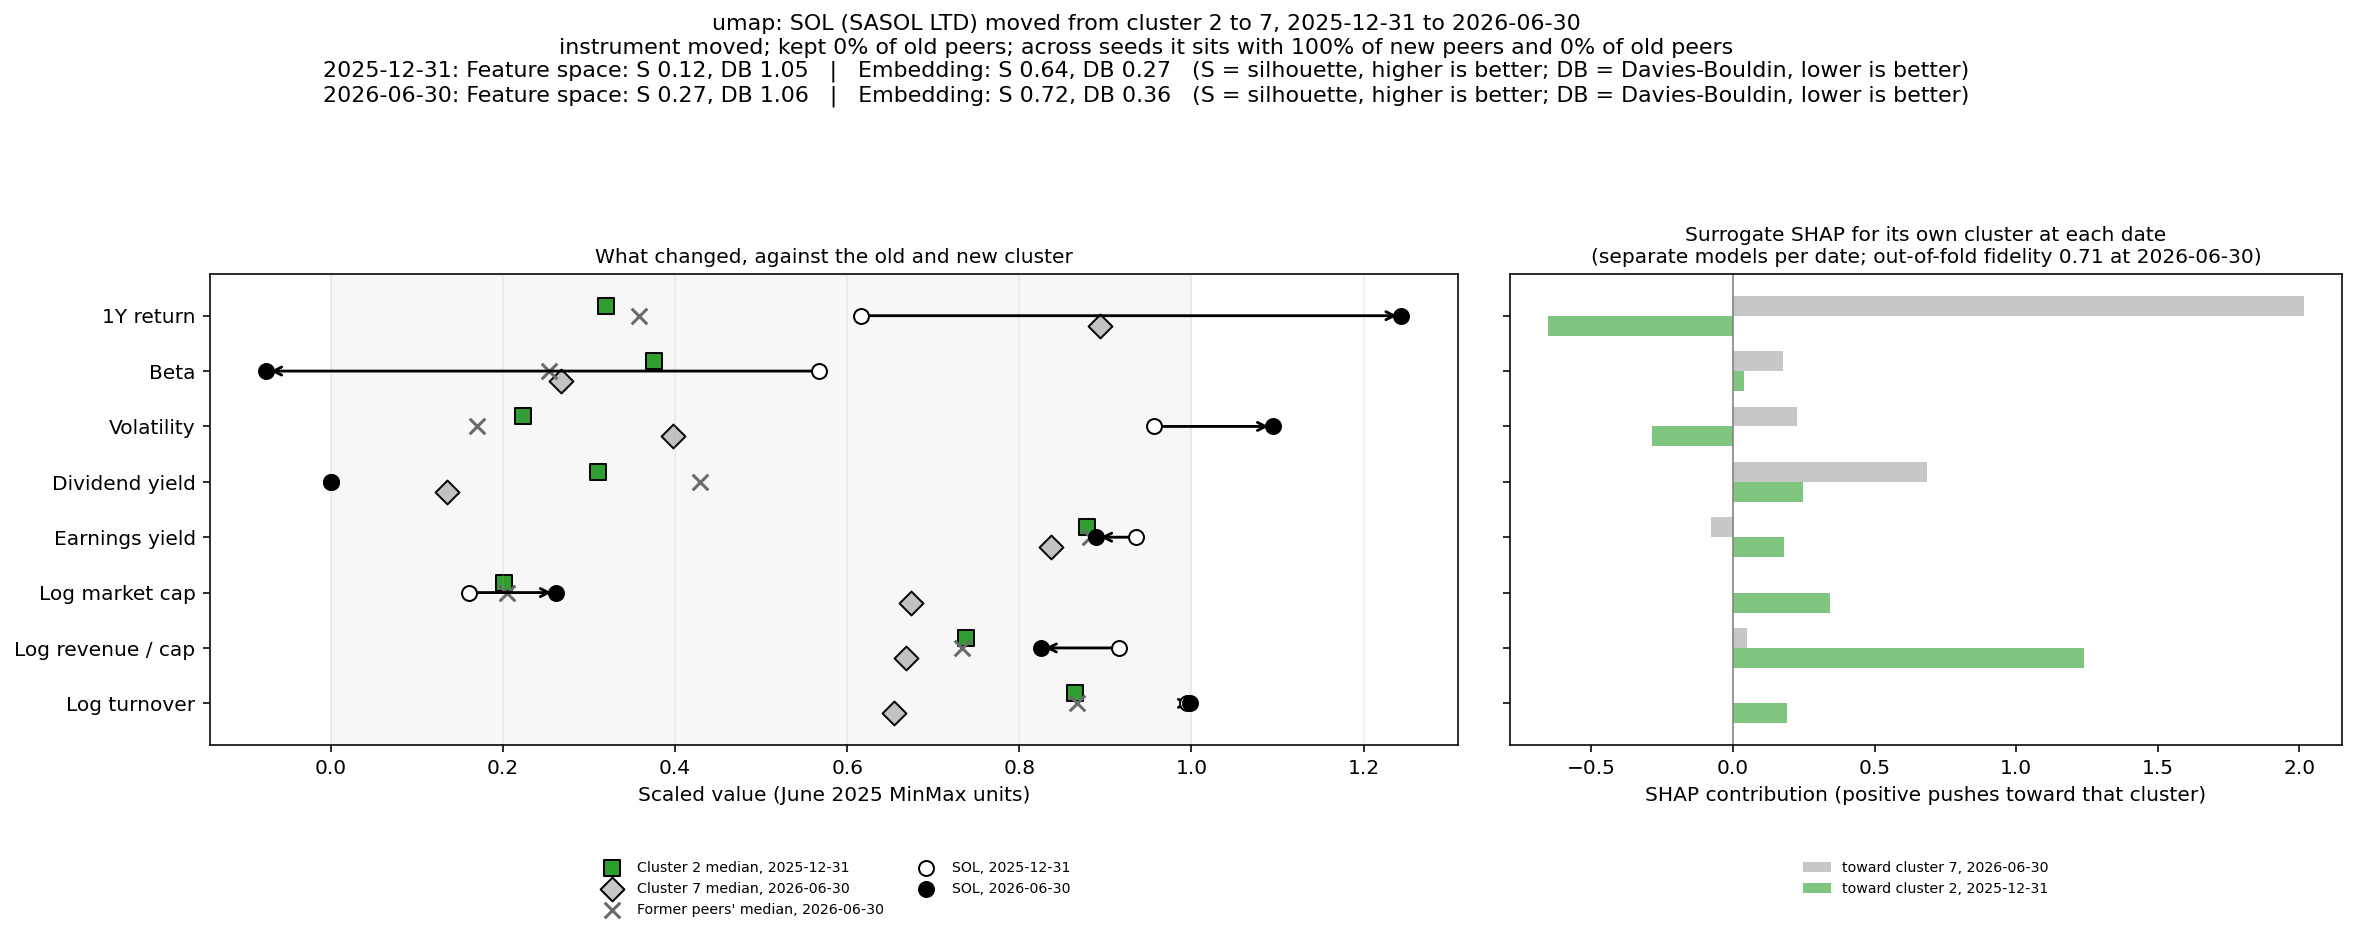 umap: SOL (SASOL LTD) moved from cluster 2 to 7, 2025-12-31 to 2026-06-30
instrument moved; kept 0% of old peers; across seeds it sits with 100% of new peers and 0% of old peers
2025-12-31: Feature space: S 0.12, DB 1.05   |   Embedding: S 0.64, DB 0.27   (S = silhouette, higher is better; DB = Davies-Bouldin, lower is better)
2026-06-30: Feature space: S 0.27, DB 1.06   |   Embedding: S 0.72, DB 0.36   (S = silhouette, higher is better; DB = Davies-Bouldin, lower is better)
What changed, against the old and new cluster
1Y return
Beta
Volatility
Dividend yield
Earnings yield
Log market cap
Log revenue / cap
Log turnover
0.0 0.2 0.4 0.6 0.8 1.0 1.2
Scaled value (June 2025 MinMax units)
Cluster 2 median, 2025-12-31
Cluster 7 median, 2026-06-30
Former peers' median, 2026-06-30
SOL, 2025-12-31
SOL, 2026-06-30
Surrogate SHAP for its own cluster at each date
(separate models per date; out-of-fold fidelity 0.71 at 2026-06-30)
−0.5 0.0 0.5 1.0 1.5 2.0
SHAP contribution (positive pushes toward that cluster)
toward cluster 7, 2026-06-30
toward cluster 2, 2025-12-31